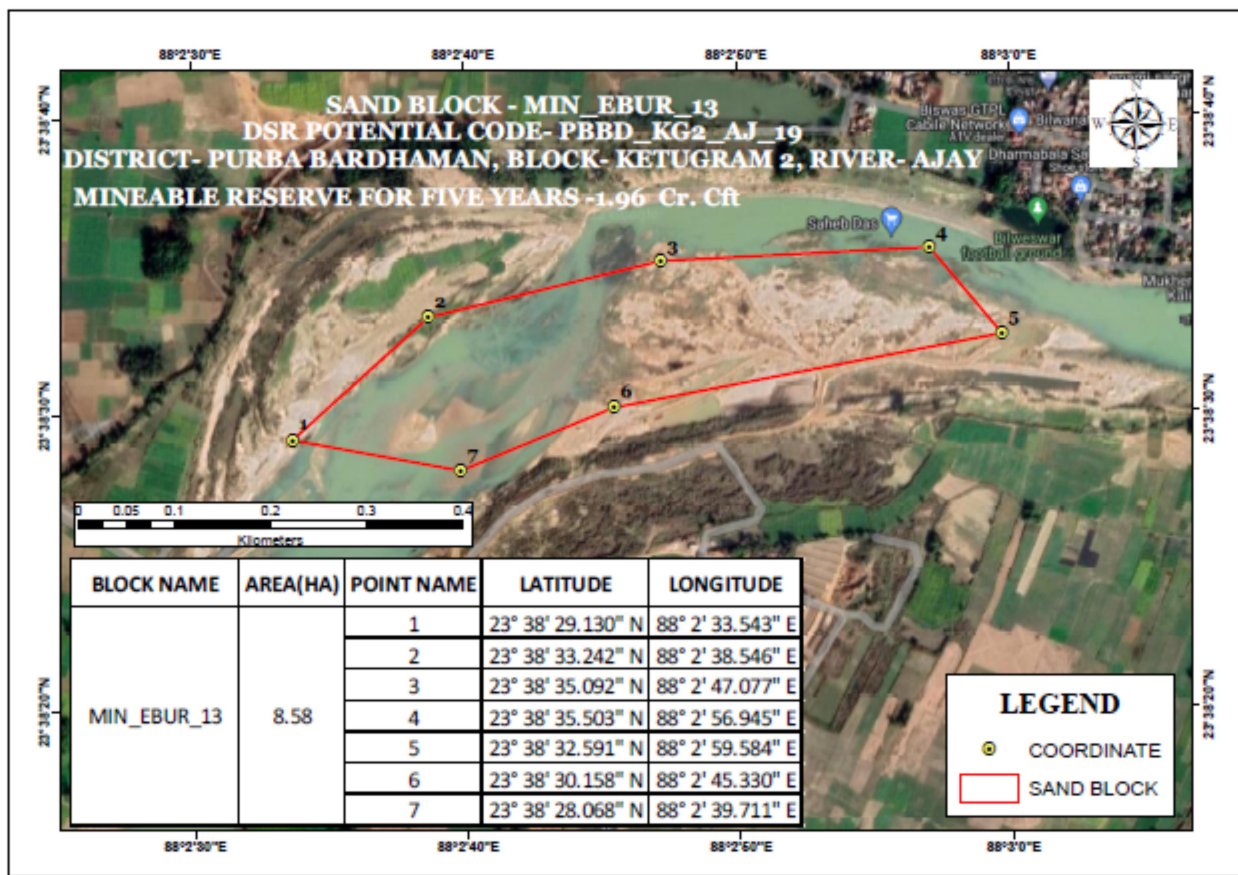 88°2'30"E 88°2'40"E 88°2'50"E 88°3'0"E
SAND BLOCK - MIN_EBUR_13
DSR POTENTIAL CODE- PBBD_KG2_AJ_19
DISTRICT- PURBA BARDHAMAN, BLOCK- KETUGRAM 2, RIVER- AJAY
MINEABLE RESERVE FOR FIVE YEARS -1.96 Cr. Cft
23°38'40"N
23°38'30"N
23°38'20"N
Biswas GTPL
Cabile Network
ATV dealer
Dharmabala
N
W E
S
Saheb Das
Bilweswar
football ground
1
2
3
4
5
6
7
0 0.05 0.1 0.2 0.3 0.4
Kilometers
BLOCK NAME AREA(HA) POINT NAME LATITUDE LONGITUDE
MIN_EBUR_13 8.58
1 23° 38' 29.130" N 88° 2' 33.543" E
2 23° 38' 33.242" N 88° 2' 38.546" E
3 23° 38' 35.092" N 88° 2' 47.077" E
4 23° 38' 35.503" N 88° 2' 56.945" E
5 23° 38' 32.591" N 88° 2' 59.584" E
6 23° 38' 30.158" N 88° 2' 45.330" E
7 23° 38' 28.068" N 88° 2' 39.711" E
LEGEND
COORDINATE
SAND BLOCK
23°38'40"N
23°38'30"N
23°38'20"N
88°2'30"E 88°2'40"E 88°2'50"E 88°3'0"E